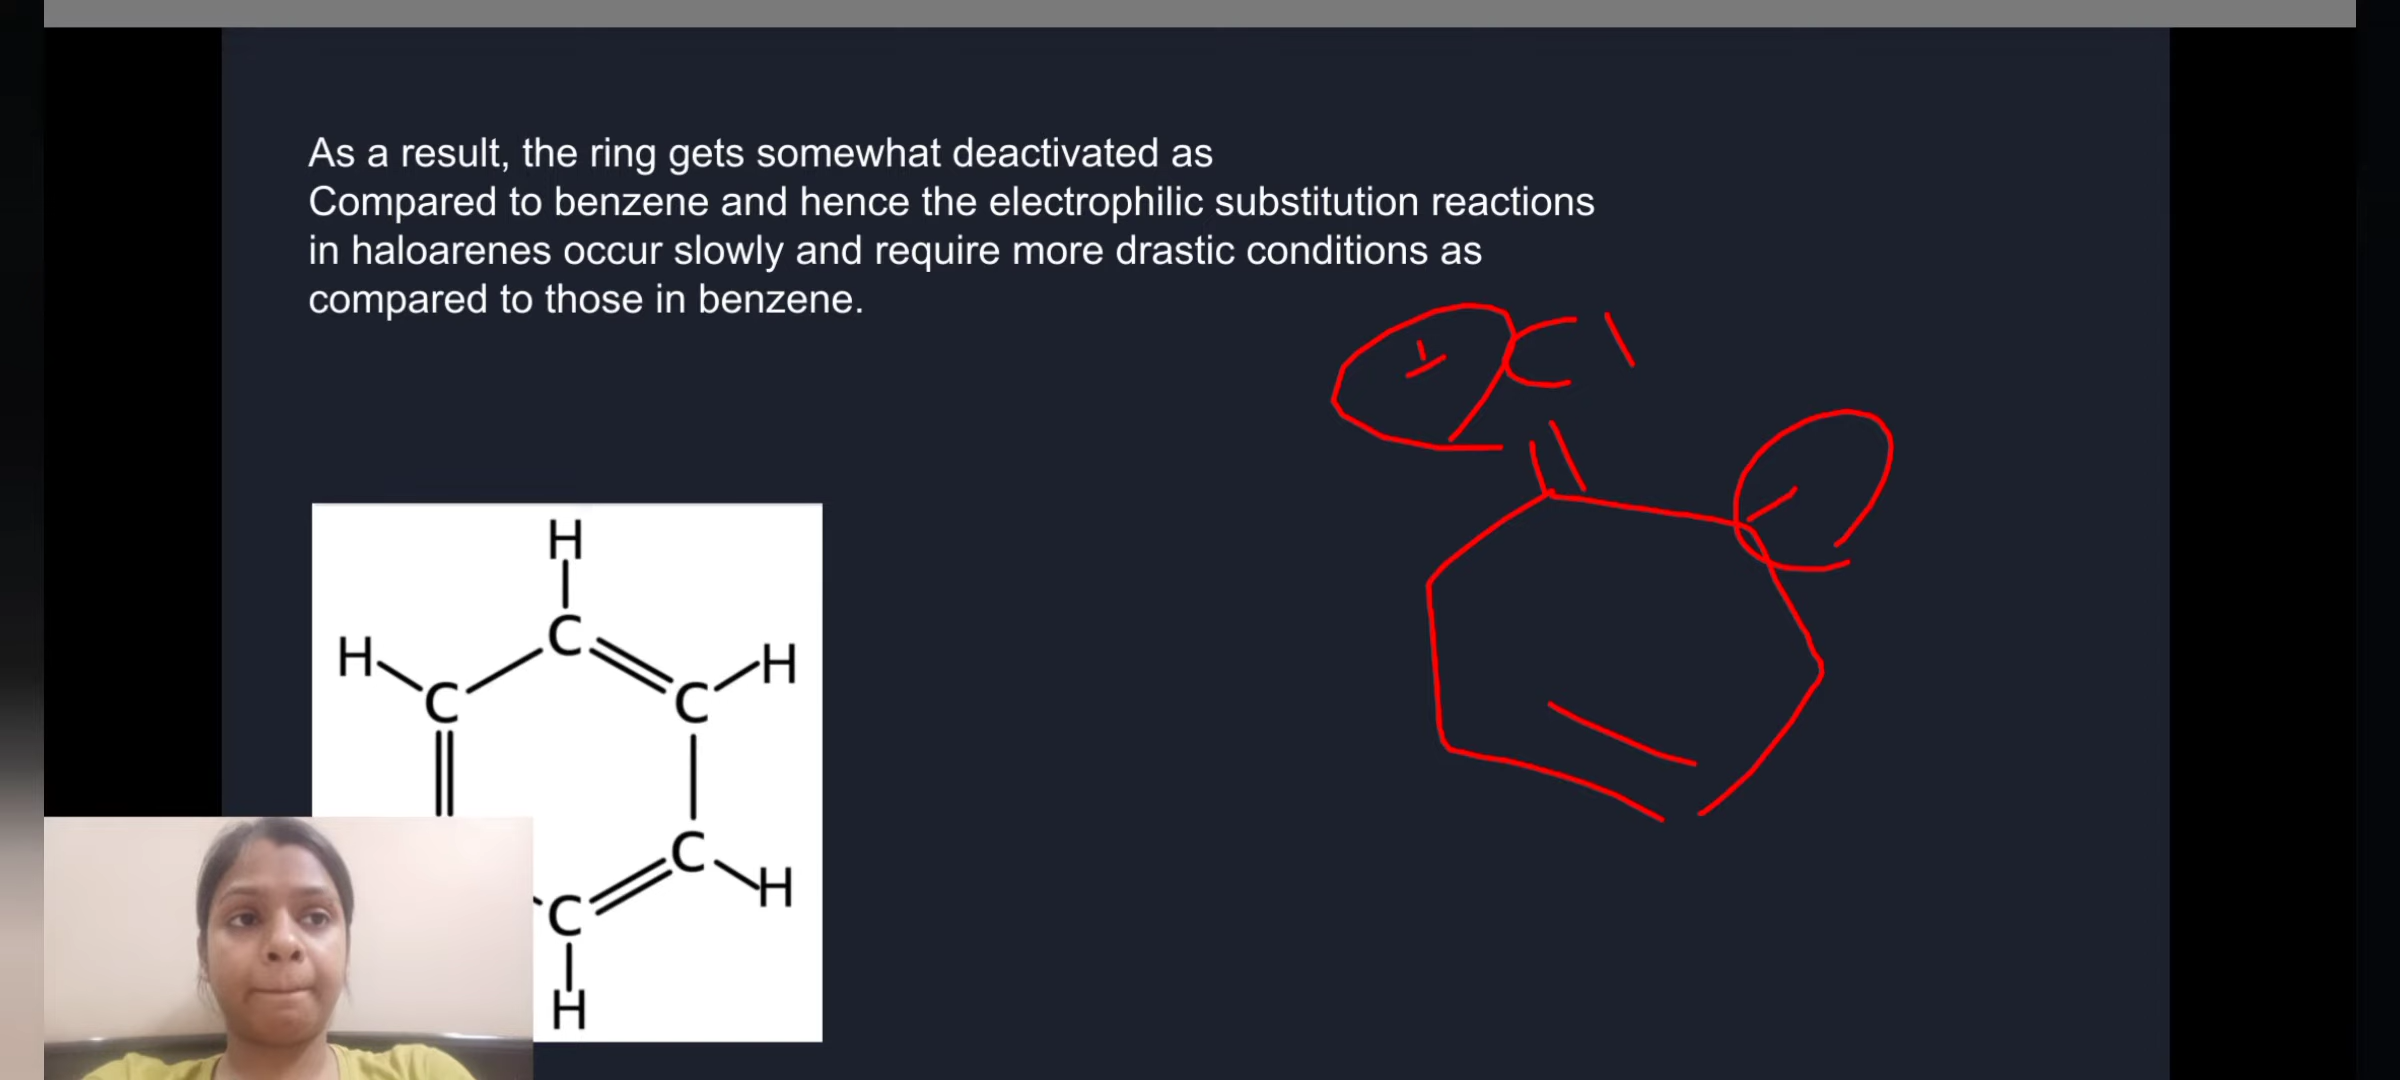 As a result, the ring gets somewhat deactivated as
Compared to benzene and hence the electrophilic substitution reactions
in haloarenes occur slowly and require more drastic conditions as
compared to those in benzene.
Cl
H
C
H
H
C
C
C
H
C
H